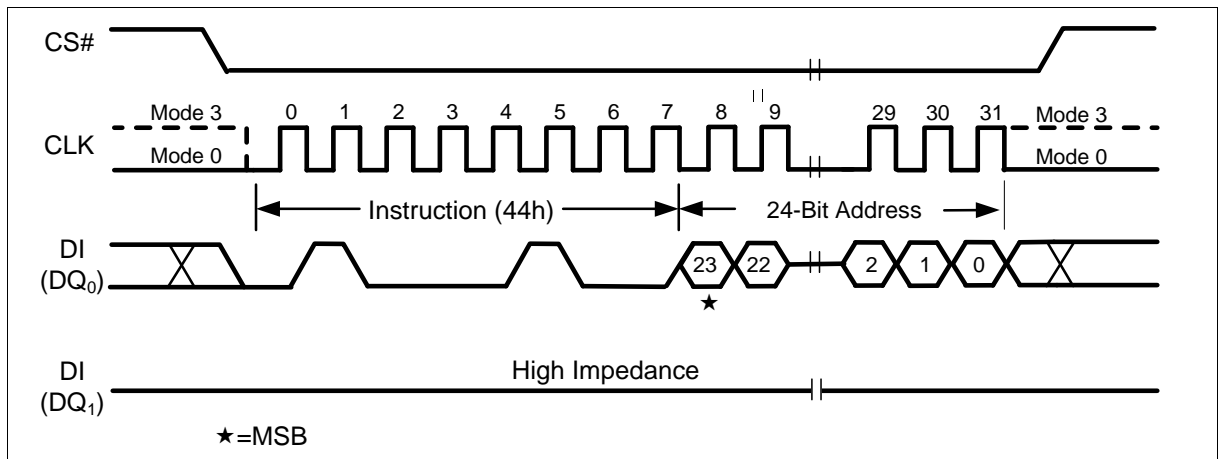 CS#
Mode 3 0 1 2 3 4 5 6 7 8 9 29 30 31 Mode 3
CLK
Mode 0 Mode 0
Instruction (44h) 24-Bit Address
DI
(DQ0) 23 22 2 1 0
★
DI
(DQ1)
High Impedance
★=MSB